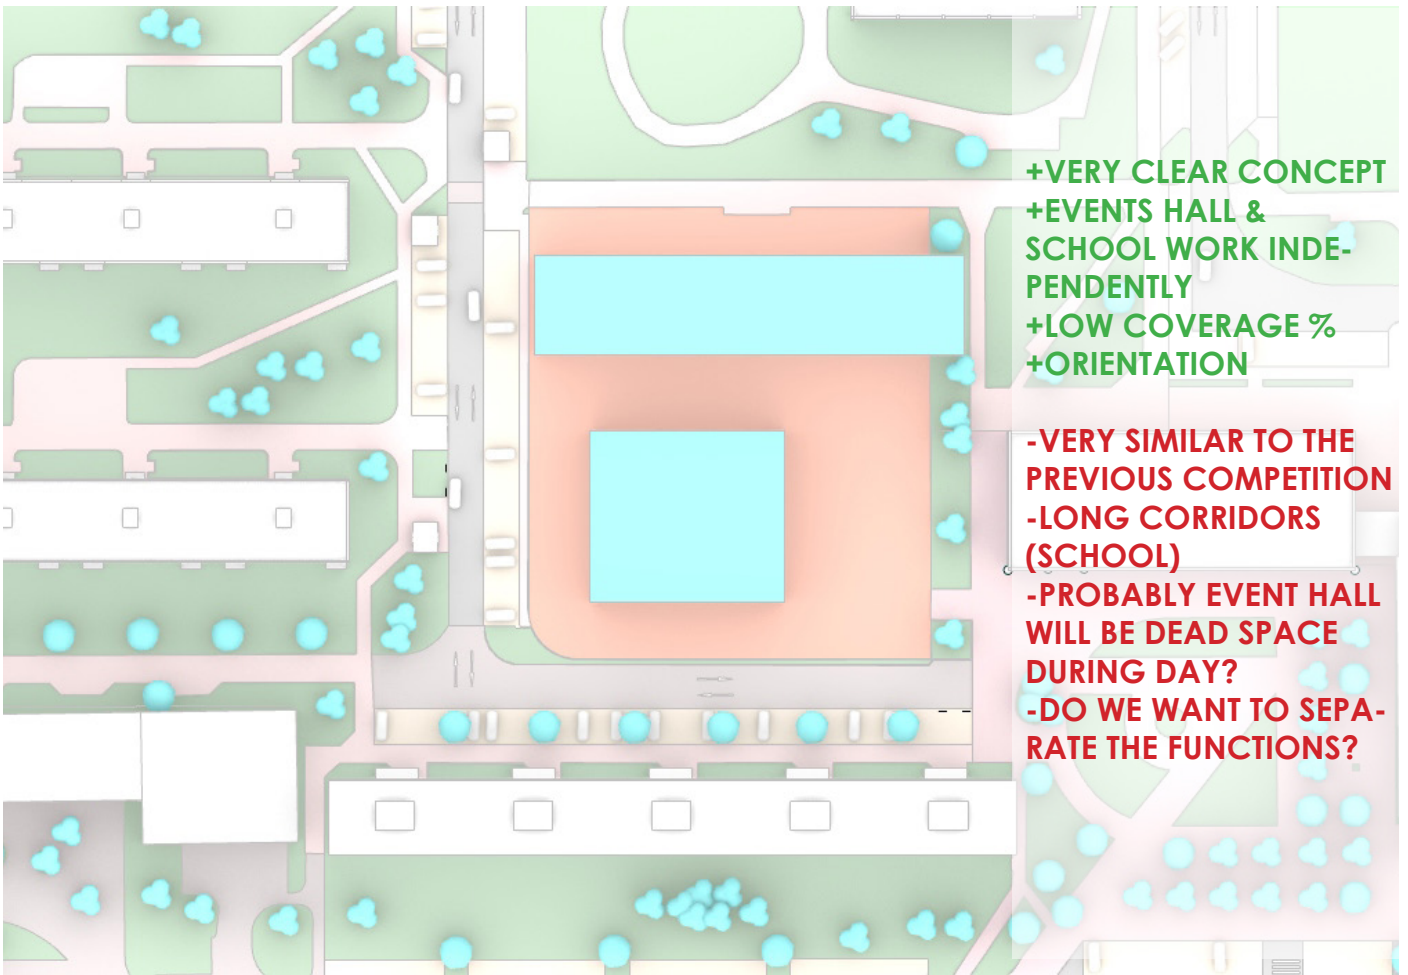 +VERY CLEAR CONCEPT
+EVENTS HALL &
SCHOOL WORK INDE-
PENDENTLY
+LOW COVERAGE %
+ORIENTATION
-VERY SIMILAR TO THE
PREVIOUS COMPETITION
-LONG CORRIDORS
(SCHOOL)
-PROBABLY EVENT HALL
WILL BE DEAD SPACE
DURING DAY?
-DO WE WANT TO SEPA-
RATE THE FUNCTIONS?